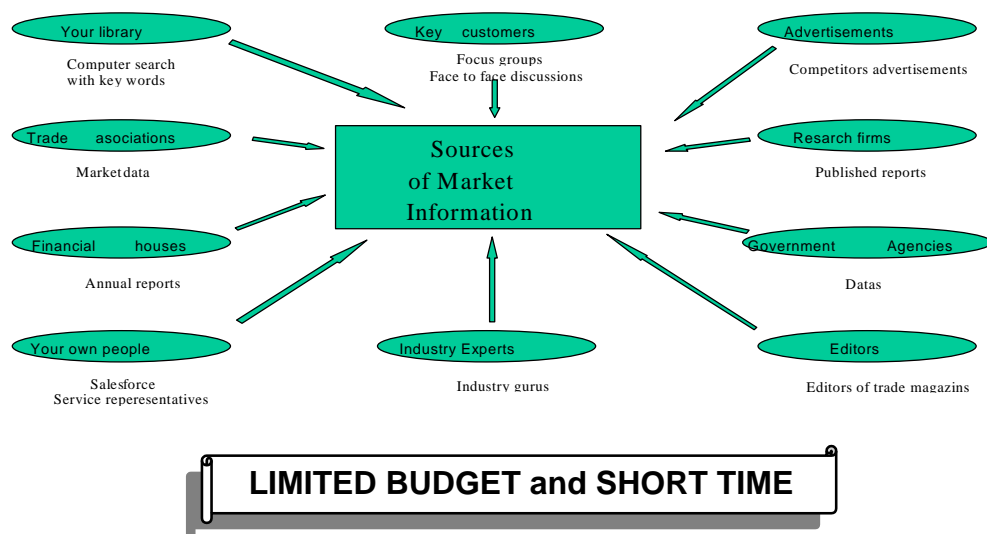 Your library
Computer search
with key words
Key customers
Focus groups
Face to face discussions
Advertisements
Competitors advertisements
Trade asociations
Market data
Sources
of Market
Information
Resarch firms
Published reports
Financial houses
Annual reports
Government Agencies
Datas
Your own people
Salesforce
Service reperesentatives
Industry Experts
Industry gurus
Editors
Editors of trade magazins
LIMITED BUDGET and SHORT TIME